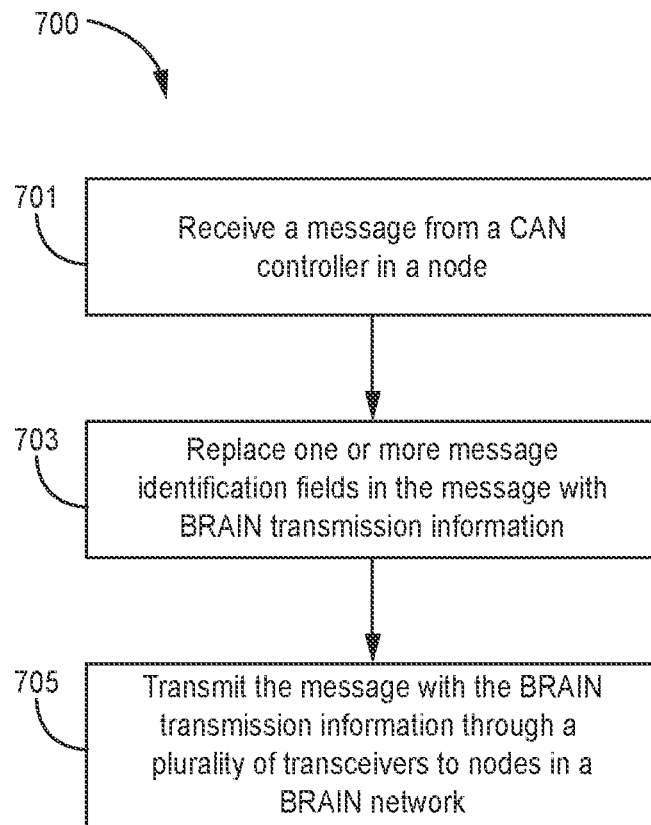 700
701
Receive a message from a CAN
controller in a node
703
Replace one or more message
identification fields in the message with
BRAIN transmission information
705
Transmit the message with the BRAIN
transmission information through a
plurality of transceivers to nodes in a
BRAIN network